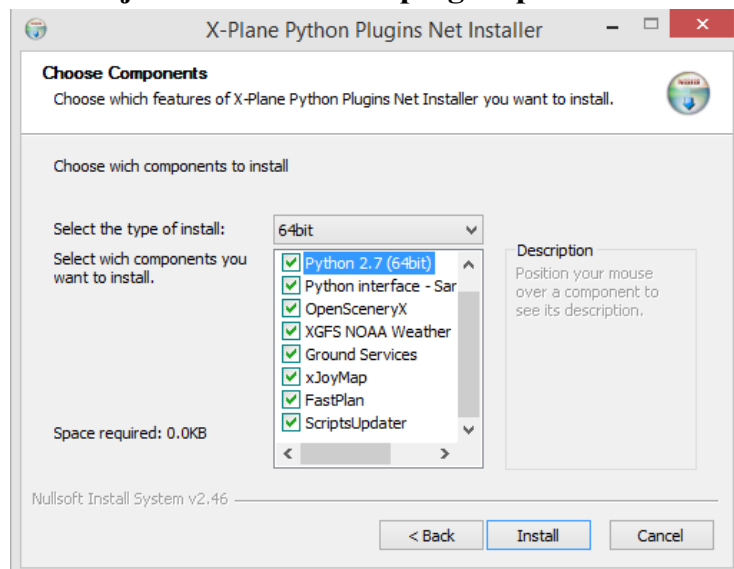 X-Plane Python Plugins Net Installer
Choose Components
Choose which features of X-Plane Python Plugins Net Installer you want to install.
Choose wich components to install
Select the type of install:
64bit
Select wich components you
want to install.
Python 2.7 (64bit)
Python interface - Sar
OpenSceneryX
XGFS NOAA Weather
Ground Services
xJoyMap
FastPlan
ScriptsUpdater
Description
Position your mouse
over a component to
see its description.
Space required: 0.0KB
Nullsoft Install System v2.46
< Back
Install
Cancel